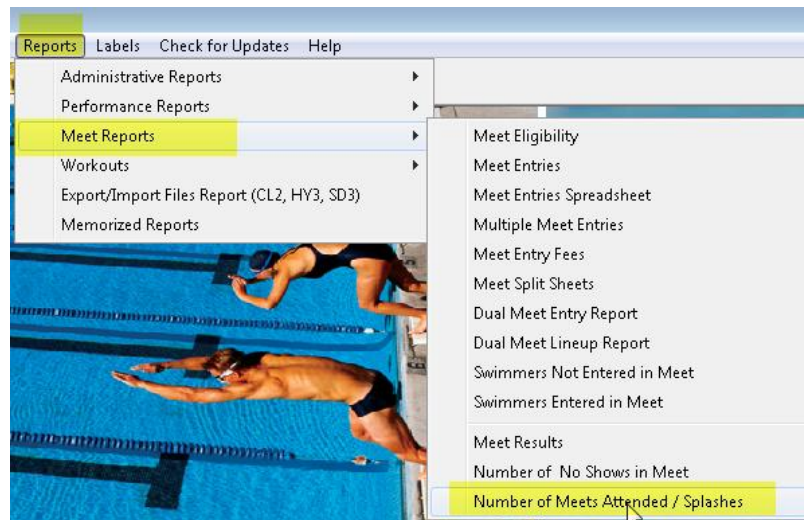 Reports Labels Check for Updates Help
Administrative Reports
Performance Reports
Meet Reports
Workouts
Export/Import Files Report (CL2, HY3, SD3)
Memorized Reports
Meet Eligibility
Meet Entries
Meet Entries Spreadsheet
Multiple Meet Entries
Meet Entry Fees
Meet Split Sheets
Dual Meet Entry Report
Dual Meet Lineup Report
Swimmers Not Entered in Meet
Swimmers Entered in Meet
Meet Results
Number of No Shows in Meet
Number of Meets Attended / Splashes